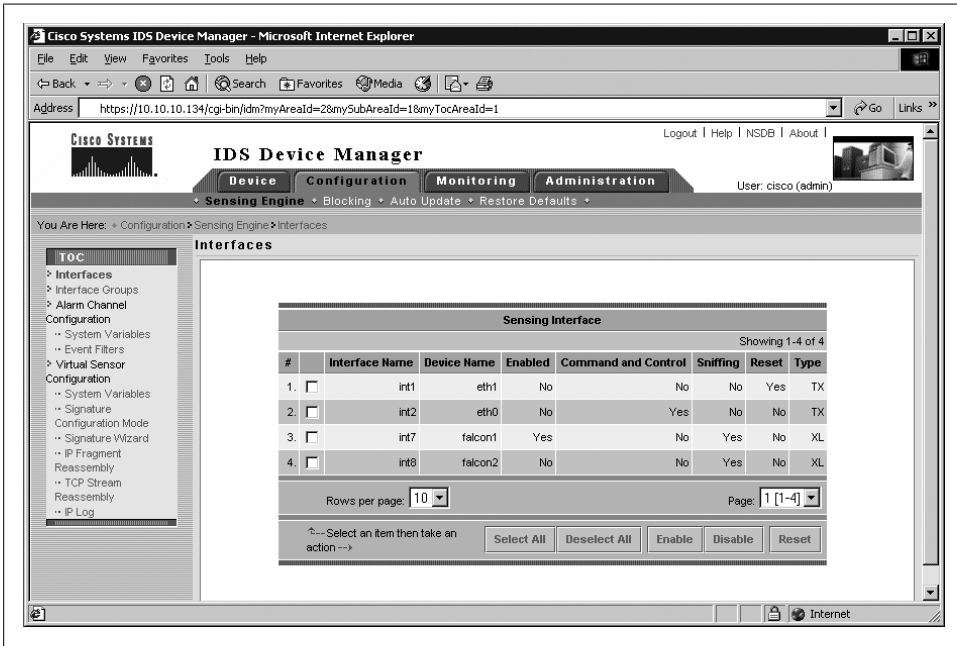 Cisco Systems IDS Device Manager - Microsoft Internet Explorer
File Edit View Favorites Tools Help
Back Search Favorites Media
Address https://10.10.10.134/cgi-bin/idm?myAreaId=2&mySubAreaId=1&myTocAreaId=1 Go Links »
CISCO SYSTEMS
Logout | Help | NSDB | About |
IDS Device Manager
Device Configuration Monitoring Administration
User: cisco (admin)
Sensing Engine Blocking Auto Update Restore Defaults
You Are Here: Configuration Sensing Engine Interfaces
Interfaces
TOC
Interfaces
Interface Groups
Alarm Channel
Configuration
System Variables
Event Filters
Virtual Sensor
Configuration
System Variables
Signature
Configuration Mode
Signature Wizard
IP Fragment
Reassembly
TCP Stream
Reassembly
IP Log
Sensing Interface
Showing 1-4 of 4
# Interface Name Device Name Enabled Command and Control Sniffing Reset Type
1. int1 eth1 No No No Yes TX
2. int2 eth0 No Yes No No TX
3. int7 falcon1 Yes No Yes No XL
4. int8 falcon2 No No Yes No XL
Rows per page: 10 Page: 1 [1-4]
--Select an item then take an
action -->
Select All Deselect All Enable Disable Reset
Internet